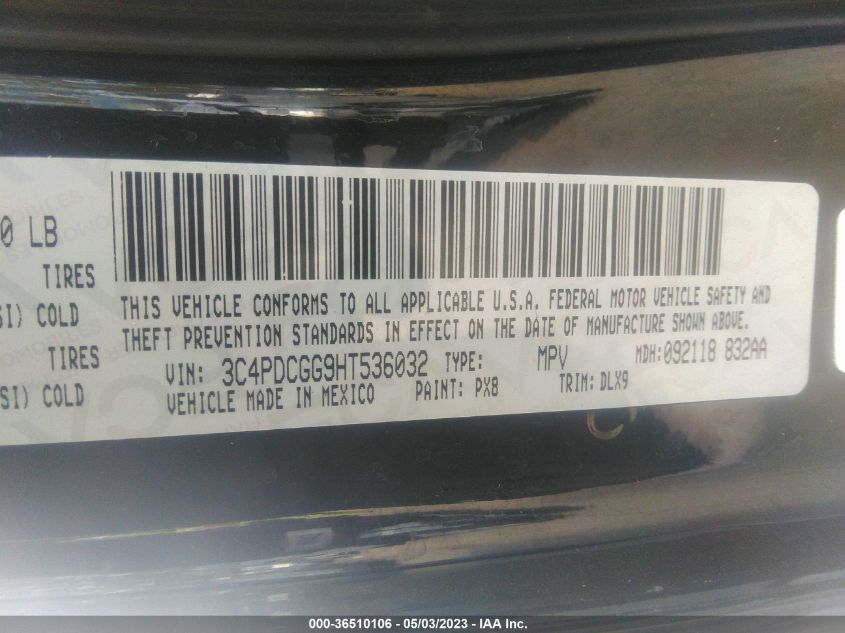 0 LB
TIRES
SI) COLD
TIRES
SI) COLD
THIS VEHICLE CONFORMS TO ALL APPLICABLE U.S.A. FEDERAL MOTOR VEHICLE SAFETY AND
THEFT PREVENTION STANDARDS IN EFFECT ON THE DATE OF MANUFACTURE SHOWN ABOVE.
VIN: 3C4PDCGG9HT536032 TYPE: MPV MDH:092118 832AA
VEHICLE MADE IN MEXICO PAINT: PX8 TRIM: DLX9
000-36510106 - 05/03/2023 - IAA Inc.